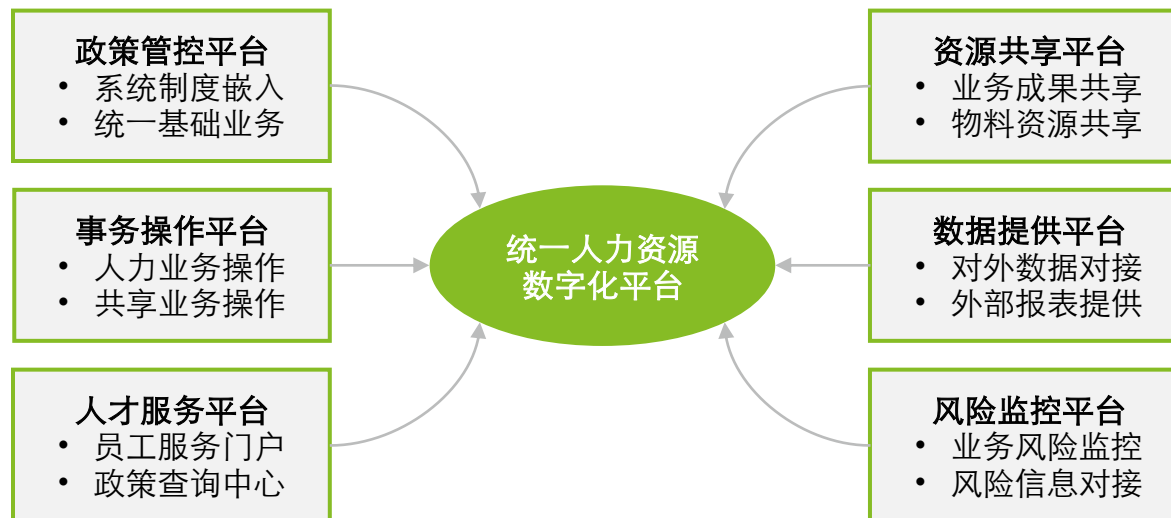 政策管控平台
• 系统制度嵌入
• 统一基础业务
事务操作平台
• 人力业务操作
• 共享业务操作
人才服务平台
• 员工服务门户
• 政策查询中心
统一人力资源
数字化平台
资源共享平台
• 业务成果共享
• 物料资源共享
数据提供平台
• 对外数据对接
• 外部报表提供
风险监控平台
• 业务风险监控
• 风险信息对接